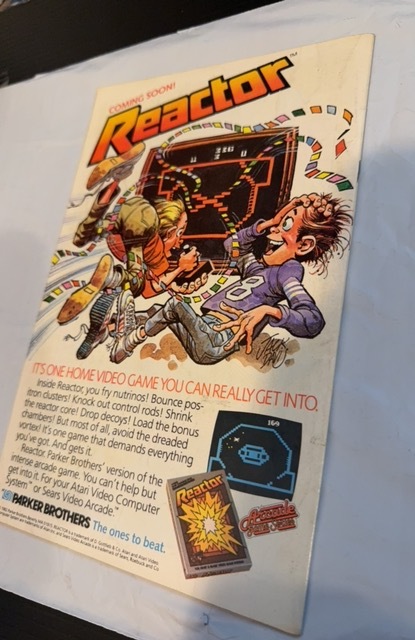 COMING SOON!
Reactor™
8
IT'S ONE HOME VIDEO GAME YOU CAN REALLY GET INTO.
Inside Reactor, you fry nutrinos! Bounce pos-
itron clusters! Knock out control rods! Shrink
the reactor core! Drop decoys! Load the bonus
chambers! But most of all, avoid the dreaded
vortex! It's one game that demands everything
you've got. And gets it.
Reactor. Parker Brothers' version of the
intense arcade game. You can't help but
get into it. For your Atari Video Computer
System™ or Sears Video Arcade.™
PARKER BROTHERS The ones to beat.
169
Reactor